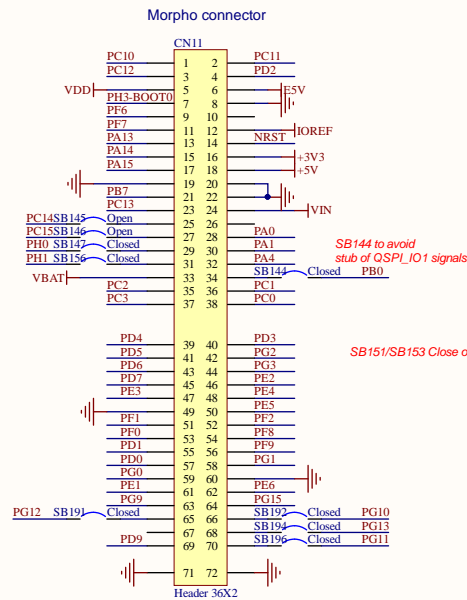 Morpho connector
CN11
PC10 1 2 PC11
PC12 3 4 PD2
VDD 5 6 E5V
PH3-BOOT0 7 8
PF6 9 10
PF7 11 12 IOREF
PA13 13 14 NRST
PA14 15 16 +3V3
PA15 17 18 +5V
19 20
PB7 21 22
PC13 23 24 VIN
PC14 SB145 Open 25 26
PC15 SB146 Open 27 28 PA0
PH0 SB147 Closed 29 30 PA1
PH1 SB156 Closed 31 32 PA4
VBAT 33 34 SB144 Closed PB0
PC2 35 36 PC1
PC3 37 38 PC0
SB144 to avoid
stub of QSPI_IO1 signals
PD4 39 40 PD3
PD5 41 42 PG2
PD6 43 44 PG3
PD7 45 46 PE2
PE3 47 48 PE4
49 50 PE5
PF1 51 52 PF2
PF0 53 54 PF8
PD1 55 56 PF9
PD0 57 58 PG1
PG0 59 60
PE1 61 62 PE6
PG9 63 64 PG15
PG12 SB191 Closed 65 66 SB192 Closed PG10
67 68 SB194 Closed PG13
PD9 69 70 SB196 Closed PG11
71 72
Header 36X2
SB151/SB153 Close o